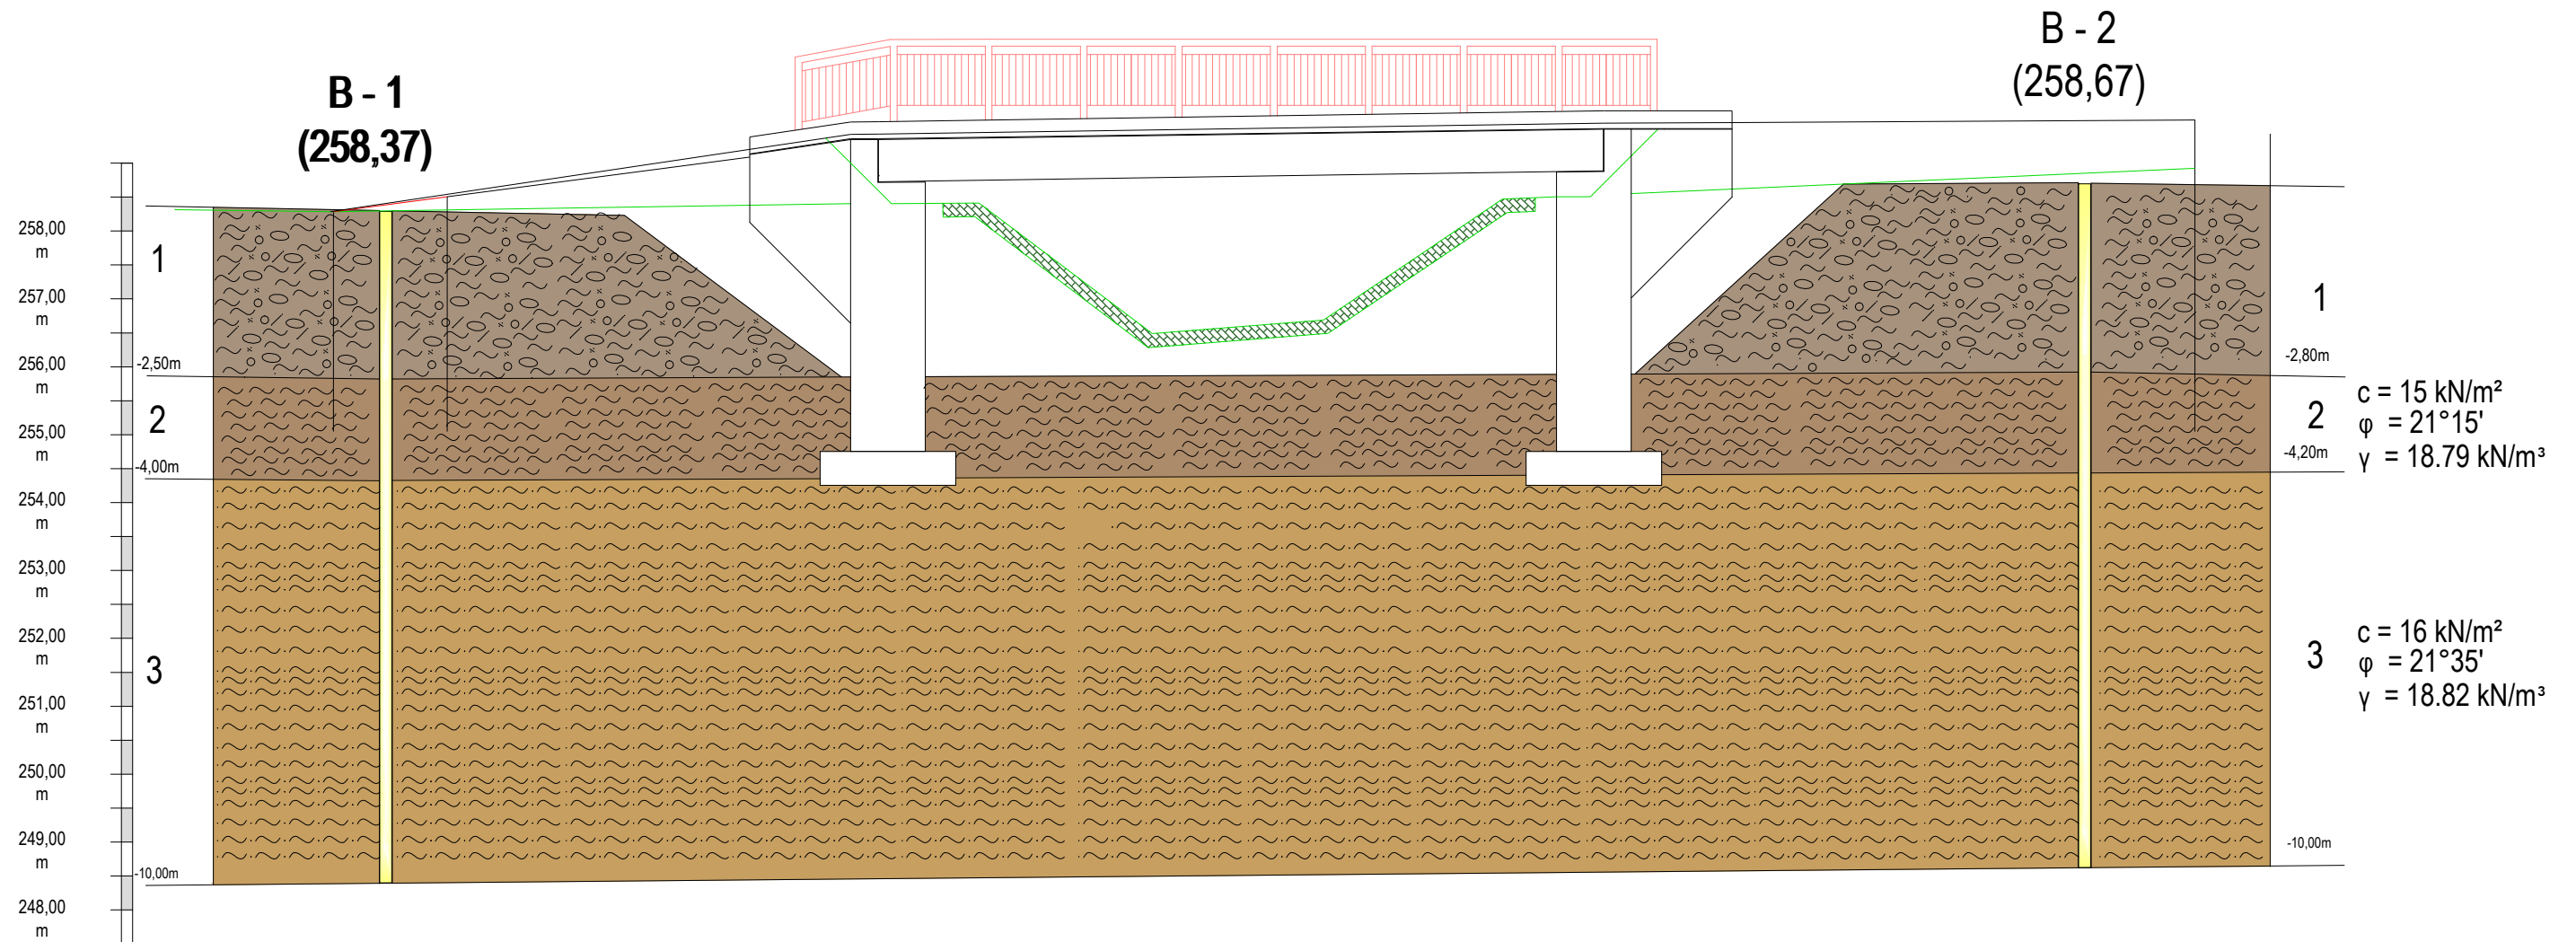 B - 1
(258,37)
B - 2
(258,67)
258,00
m
257,00
m
256,00
m
255,00
m
254,00
m
253,00
m
252,00
m
251,00
m
250,00
m
249,00
m
248,00
m
1
-2,50m
2
-4,00m
3
-10,00m
1
-2,80m
2
-4,20m
3
-10,00m
c = 15 kN/m²
φ = 21°15'
γ = 18.79 kN/m³
c = 16 kN/m²
φ = 21°35'
γ = 18.82 kN/m³